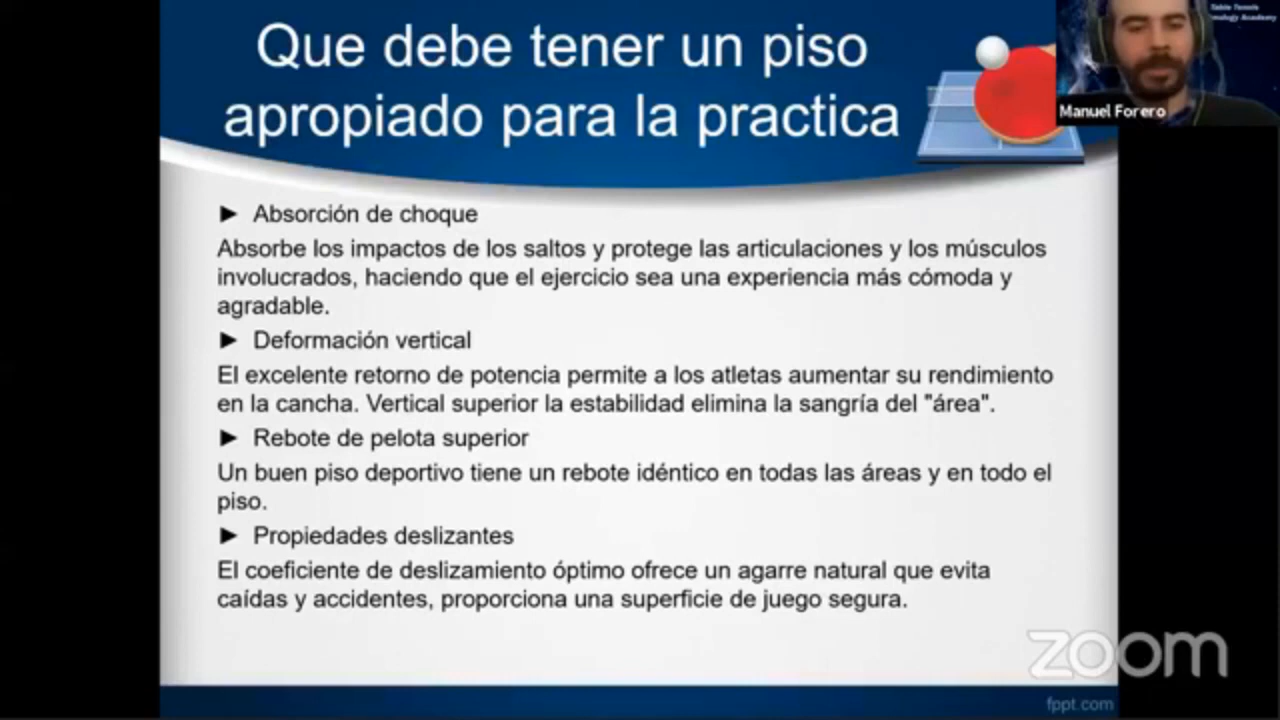 Que debe tener un piso
apropiado para la practica
Table Tennis
Academy
Manuel Forero
► Absorción de choque
Absorbe los impactos de los saltos y protege las articulaciones y los músculos
involucrados, haciendo que el ejercicio sea una experiencia más cómoda y
agradable.
► Deformación vertical
El excelente retorno de potencia permite a los atletas aumentar su rendimiento
en la cancha. Vertical superior la estabilidad elimina la sangría del "área".
► Rebote de pelota superior
Un buen piso deportivo tiene un rebote idéntico en todas las áreas y en todo el
piso.
► Propiedades deslizantes
El coeficiente de deslizamiento óptimo ofrece un agarre natural que evita
caídas y accidentes, proporciona una superficie de juego segura.
zoom
fppt.com